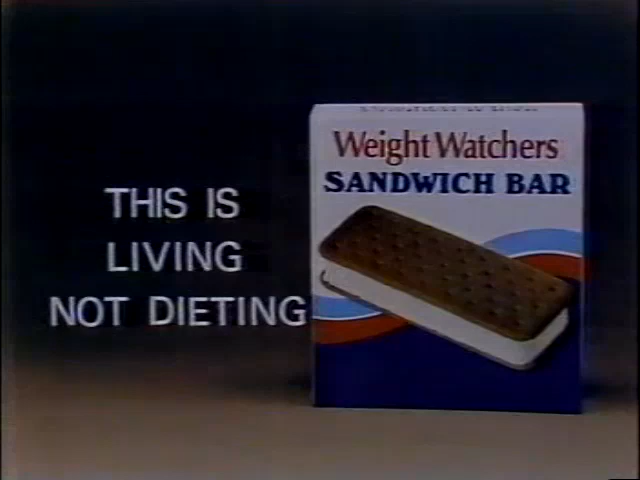 THIS IS
LIVING
NOT DIETING
Weight Watchers
SANDWICH BAR